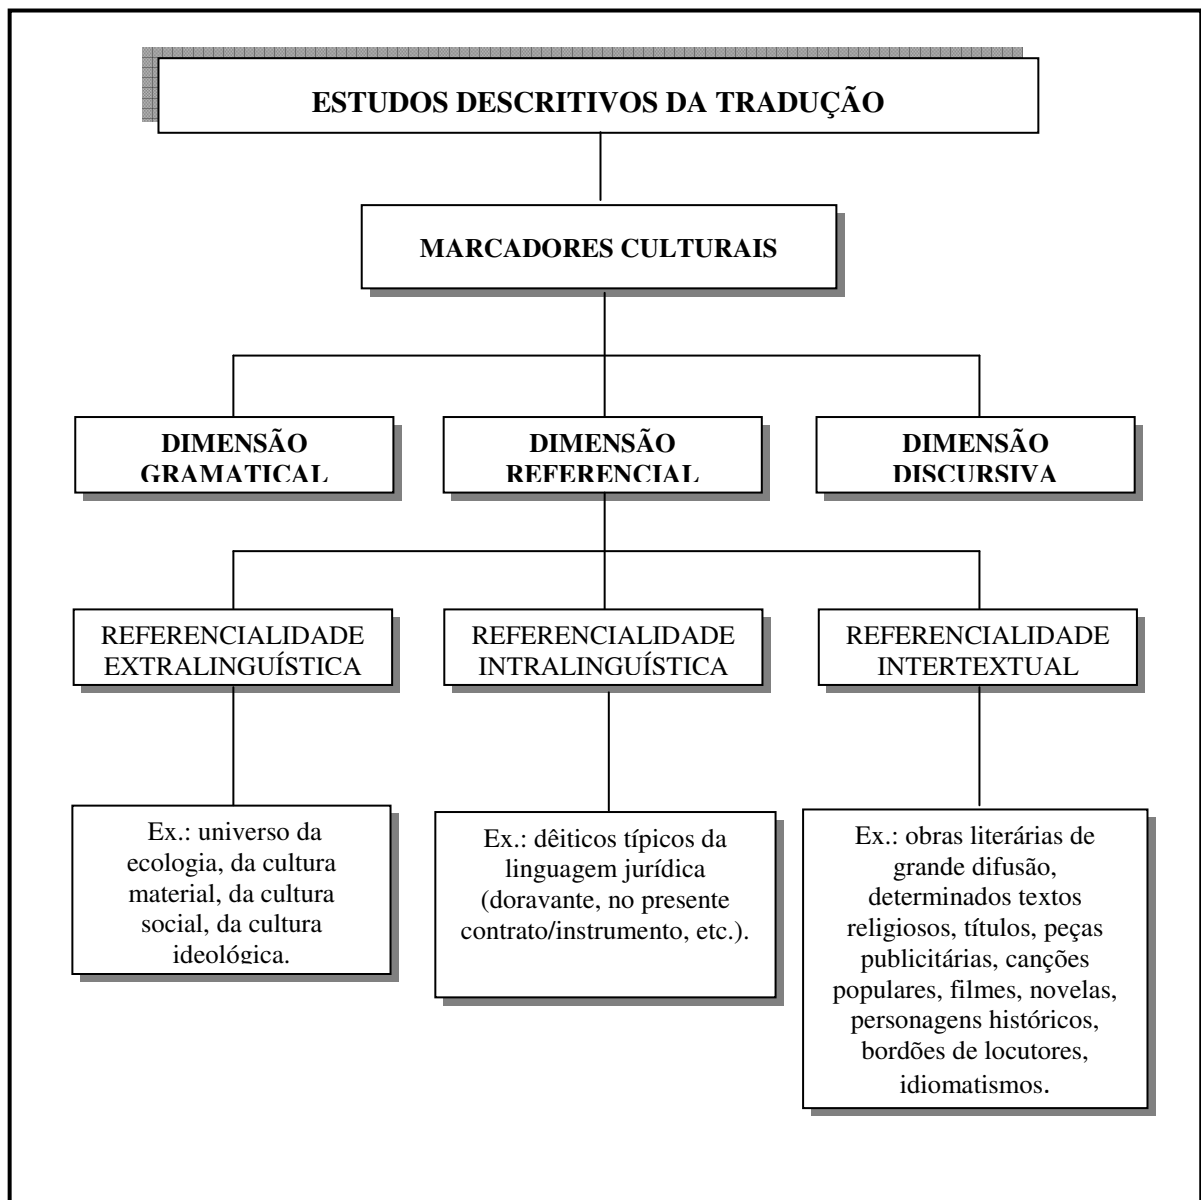 ESTUDOS DESCRITIVOS DA TRADUÇÃO
MARCADORES CULTURAIS
DIMENSÃO
GRAMATICAL
DIMENSÃO
REFERENCIAL
DIMENSÃO
DISCURSIVA
REFERENCIALIDADE
EXTRALINGUÍSTICA
REFERENCIALIDADE
INTRALINGUÍSTICA
REFERENCIALIDADE
INTERTEXTUAL
Ex.: universo da
ecologia, da cultura
material, da cultura
social, da cultura
ideológica.
Ex.: dêiticos típicos da
linguagem jurídica
(doravante, no presente
contrato/instrumento, etc.).
Ex.: obras literárias de
grande difusão,
determinados textos
religiosos, títulos, peças
publicitárias, canções
populares, filmes, novelas,
personagens históricos,
bordões de locutores,
idiomatismos.